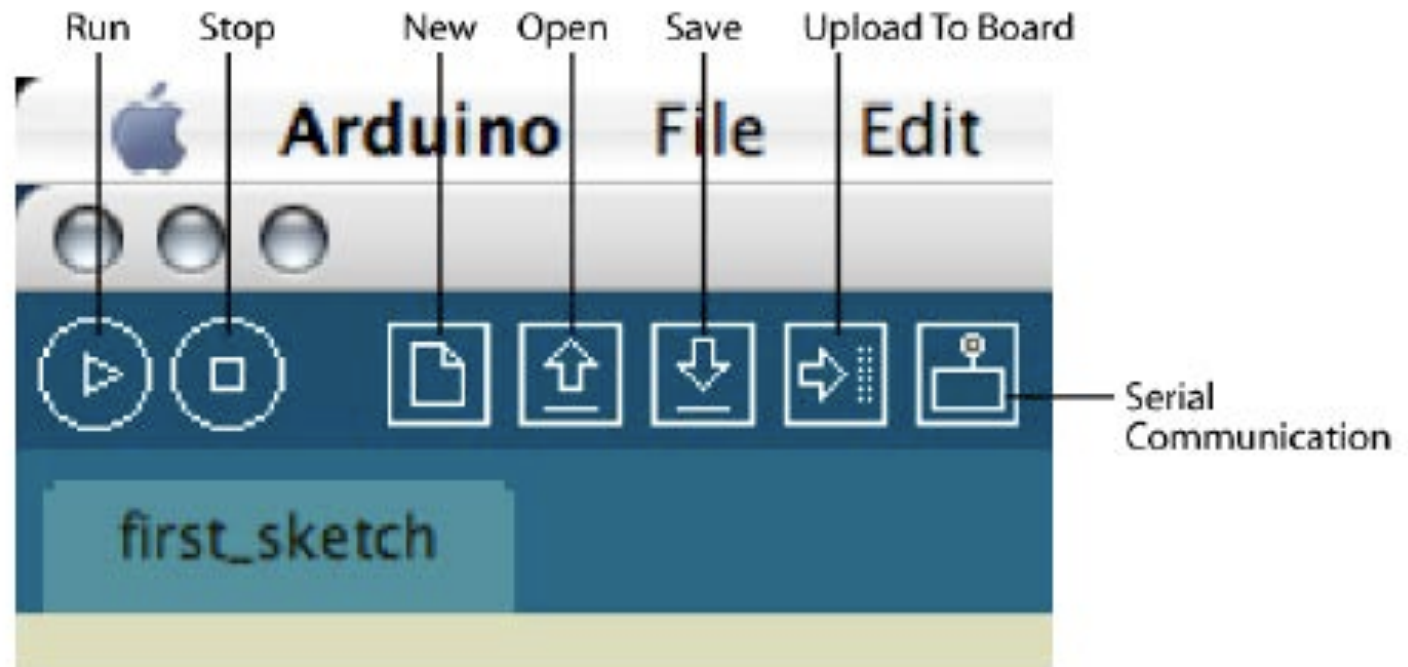 Run Stop New Open Save Upload To Board
Arduino File Edit
Serial
Communication
first_sketch